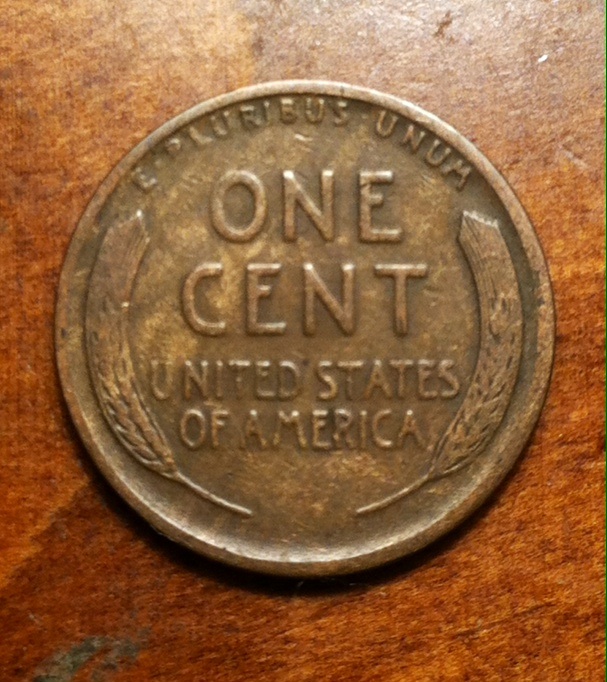 E·PLURIBUS·UNUM
ONE
CENT
UNITED STATES
OF AMERICA